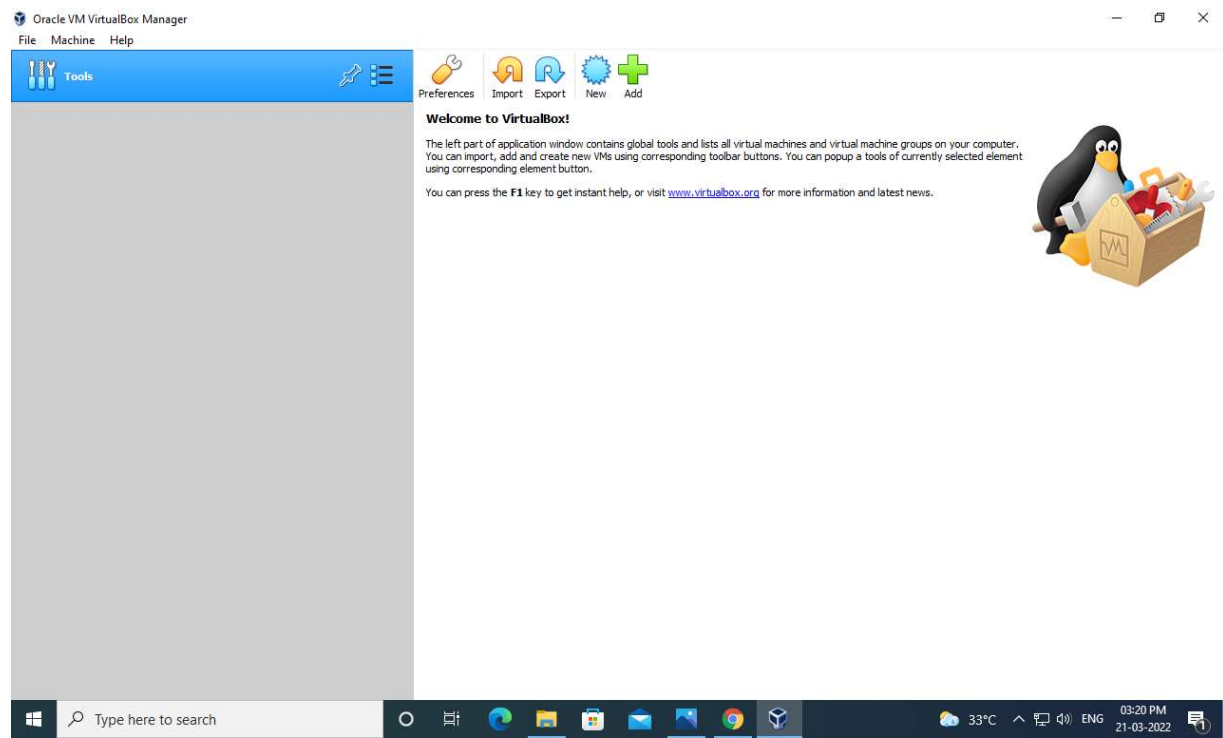 Oracle VM VirtualBox Manager
File Machine Help
Tools
Preferences Import Export New Add
Welcome to VirtualBox!
The left part of application window contains global tools and lists all virtual machines and virtual machine groups on your computer.
You can import, add and create new VMs using corresponding toolbar buttons. You can popup a tools of currently selected element
using corresponding element button.
You can press the F1 key to get instant help, or visit www.virtualbox.org for more information and latest news.
VM
Type here to search
33°C ENG
03:20 PM
21-03-2022
1